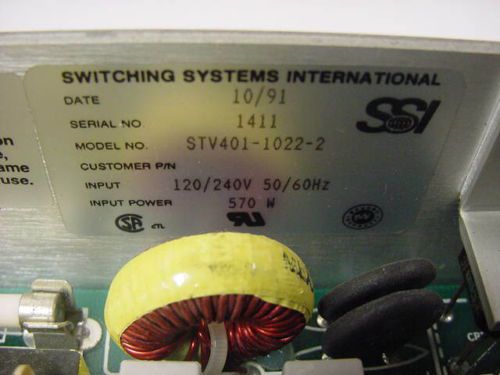 SWITCHING SYSTEMS INTERNATIONAL
DATE 10/91
SERIAL NO. 1411
MODEL NO. STV401-1022-2
CUSTOMER P/N
INPUT 120/240V 50/60Hz
INPUT POWER 570 W
SSI
on
e,
ame
use.